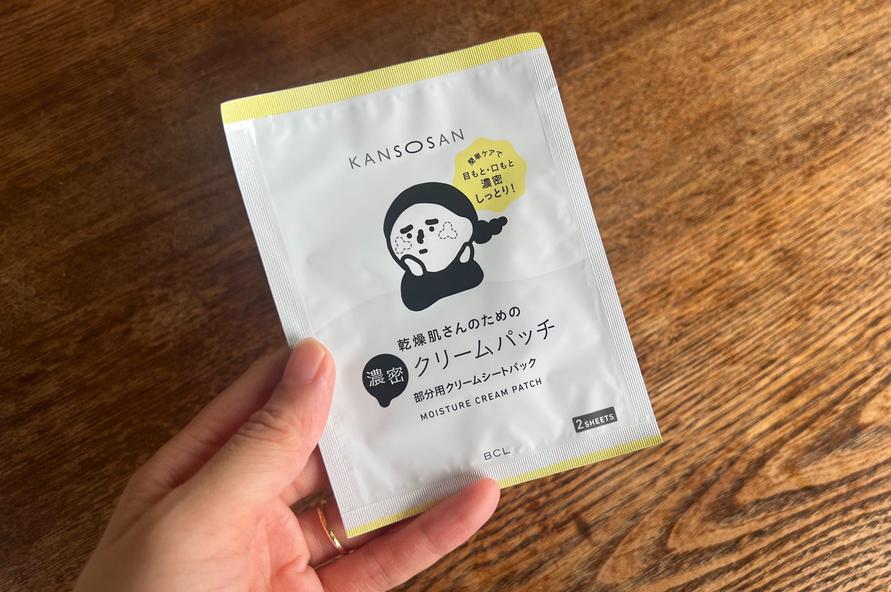 KANSOSAN
簡単ケアで
目もと・口もと
濃密
しっとり!
乾燥肌さんのための
濃密
クリームパッチ
部分用クリームシートパック
MOISTURE CREAM PATCH
2 SHEETS
BCL